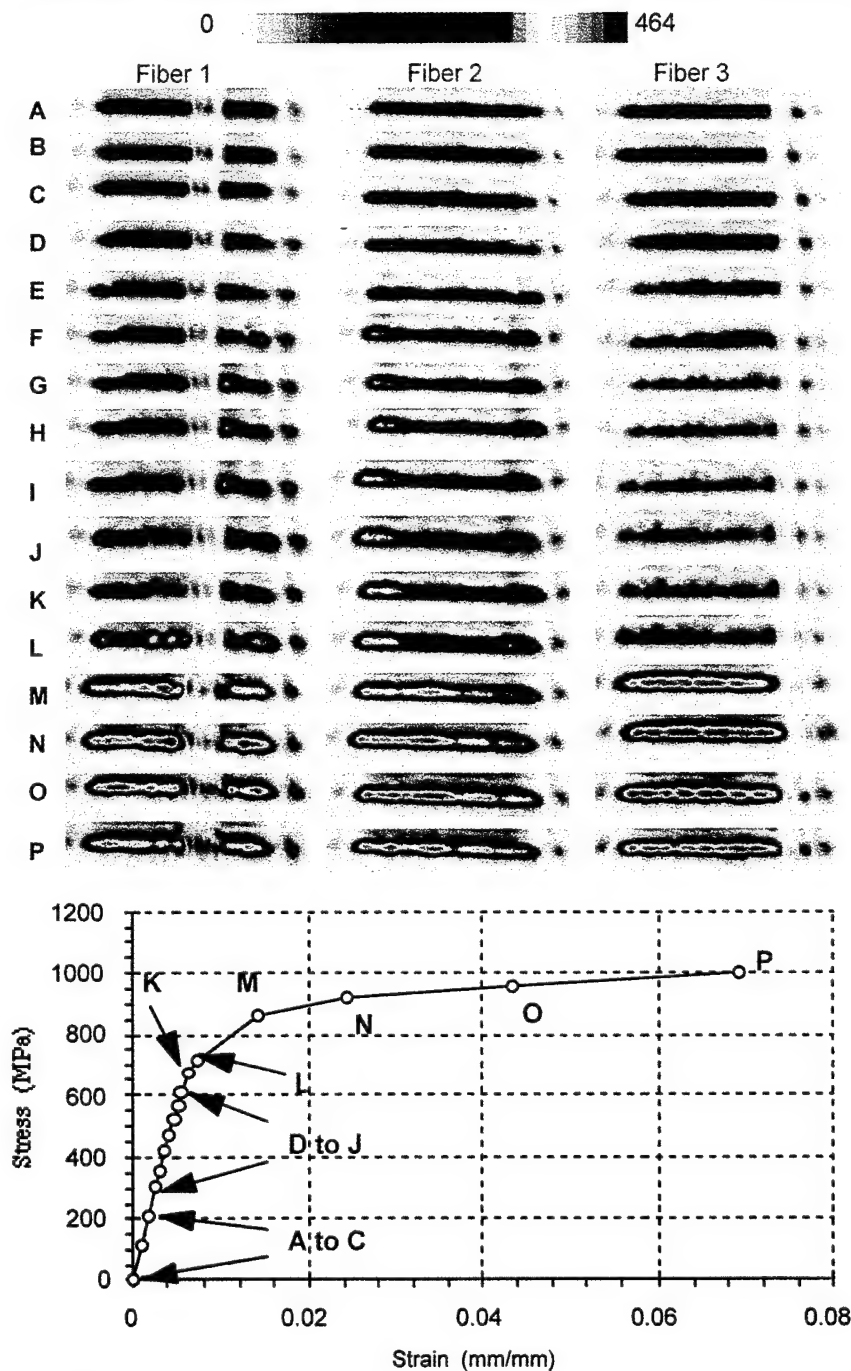 0 464
Fiber 1 Fiber 2 Fiber 3
A
B
C
D
E
F
G
H
I
J
K
L
M
N
O
P
1200
1000
800
600
400
200
0
Stress (MPa)
K
M
P
N
O
L
D to J
A to C
0 0.02 0.04 0.06 0.08
Strain (mm/mm)